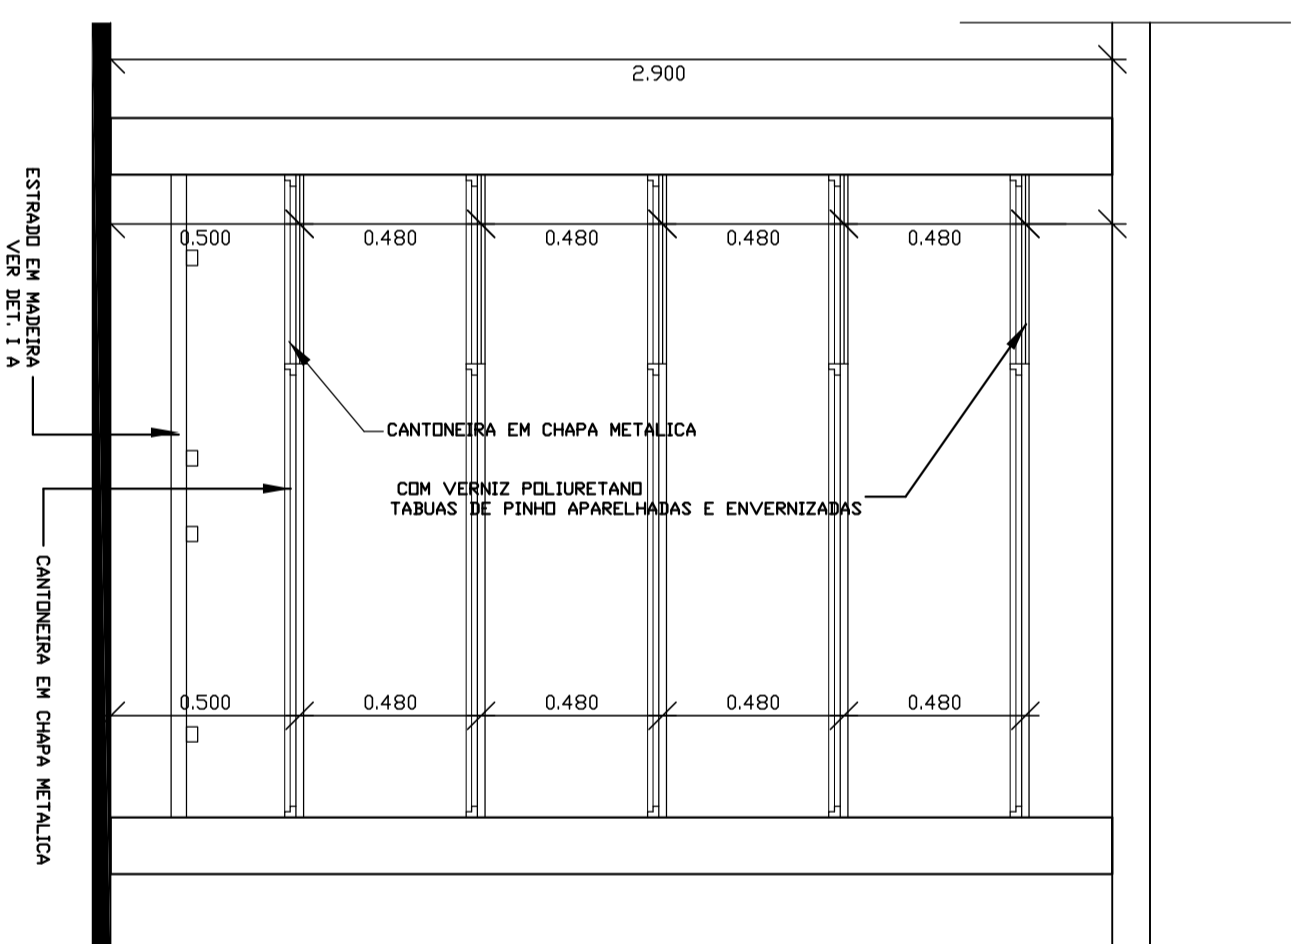 2.900
0.500 0.480 0.480 0.480 0.480
ESTRADO EM MADEIRA
VER DET. I A
CANTONEIRA EM CHAPA METALICA
COM VERNIZ POLIURETANO
TABUAS DE PINHO APARELHADAS E ENVERNIZADAS
CANTONEIRA EM CHAPA METALICA
0.500 0.480 0.480 0.480 0.480